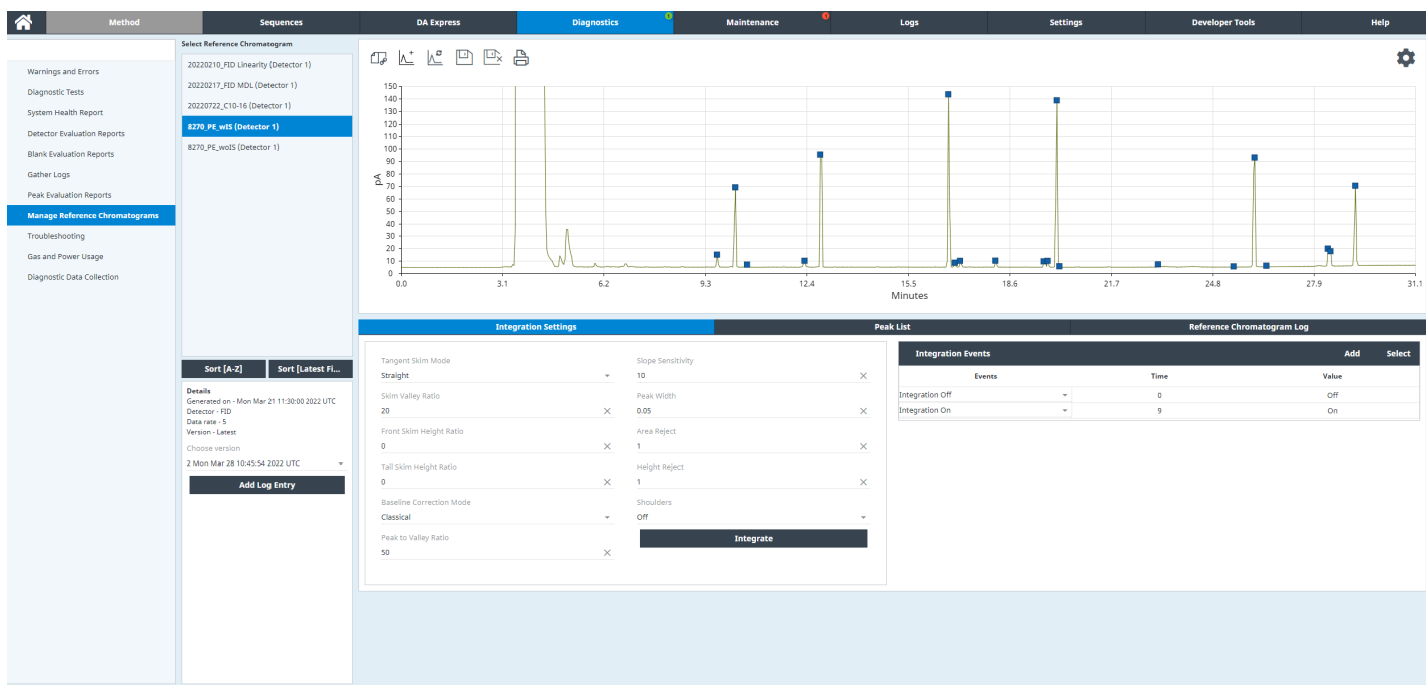 Method Sequences DA Express Diagnostics 1 Maintenance 1 Logs Settings Developer Tools Help
Warnings and Errors
Diagnostic Tests
System Health Report
Detector Evaluation Reports
Blank Evaluation Reports
Gather Logs
Peak Evaluation Reports
Manage Reference Chromatograms
Troubleshooting
Gas and Power Usage
Diagnostic Data Collection
Select Reference Chromatogram
20220210_FID Linearity (Detector 1)
20220217_FID MDL (Detector 1)
20220722_C10-16 (Detector 1)
8270_PE_wIS (Detector 1)
8270_PE_woIS (Detector 1)
Sort [A-Z] Sort [Latest Fi...
Details
Generated on - Mon Mar 21 11:30:00 2022 UTC
Detector - FID
Data rate - 5
Version - Latest
Choose version
2 Mon Mar 28 10:45:54 2022 UTC
Add Log Entry
150
140
130
120
110
100
90
80
70
60
50
40
30
20
10
0
pA
0.0 3.1 6.2 9.3 12.4 15.5 18.6 21.7 24.8 27.9 31.1
Minutes
Integration Settings Peak List Reference Chromatogram Log
Tangent Skim Mode Slope Sensitivity
Straight 10
Skim Valley Ratio Peak Width
20 0.05
Front Skim Height Ratio Area Reject
0 1
Tail Skim Height Ratio Height Reject
0 1
Baseline Correction Mode Shoulders
Classical Off
Peak to Valley Ratio Integrate
50
Integration Events Add Select
Events Time Value
Integration Off 0 Off
Integration On 9 On